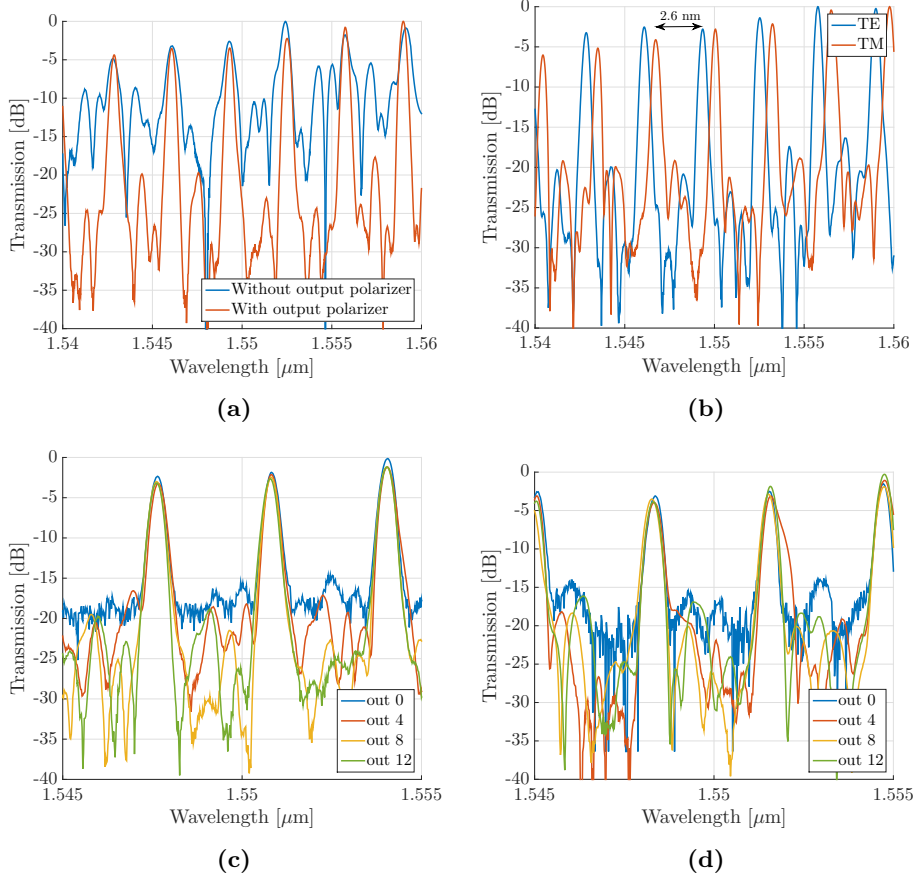 0
-5
-10
-15
-20
-25
-30
-35
-40
Transmission [dB]
Without output polarizer
With output polarizer
1.54
1.545
1.55
1.555
1.56
Wavelength [μm]
(a)
0
-5
-10
-15
-20
-25
-30
-35
-40
Transmission [dB]
2.6 nm
TE
TM
1.54
1.545
1.55
1.555
1.56
Wavelength [μm]
(b)
0
-5
-10
-15
-20
-25
-30
-35
-40
Transmission [dB]
out 0
out 4
out 8
out 12
1.545
1.55
1.555
Wavelength [μm]
(c)
0
-5
-10
-15
-20
-25
-30
-35
-40
Transmission [dB]
out 0
out 4
out 8
out 12
1.545
1.55
1.555
Wavelength [μm]
(d)